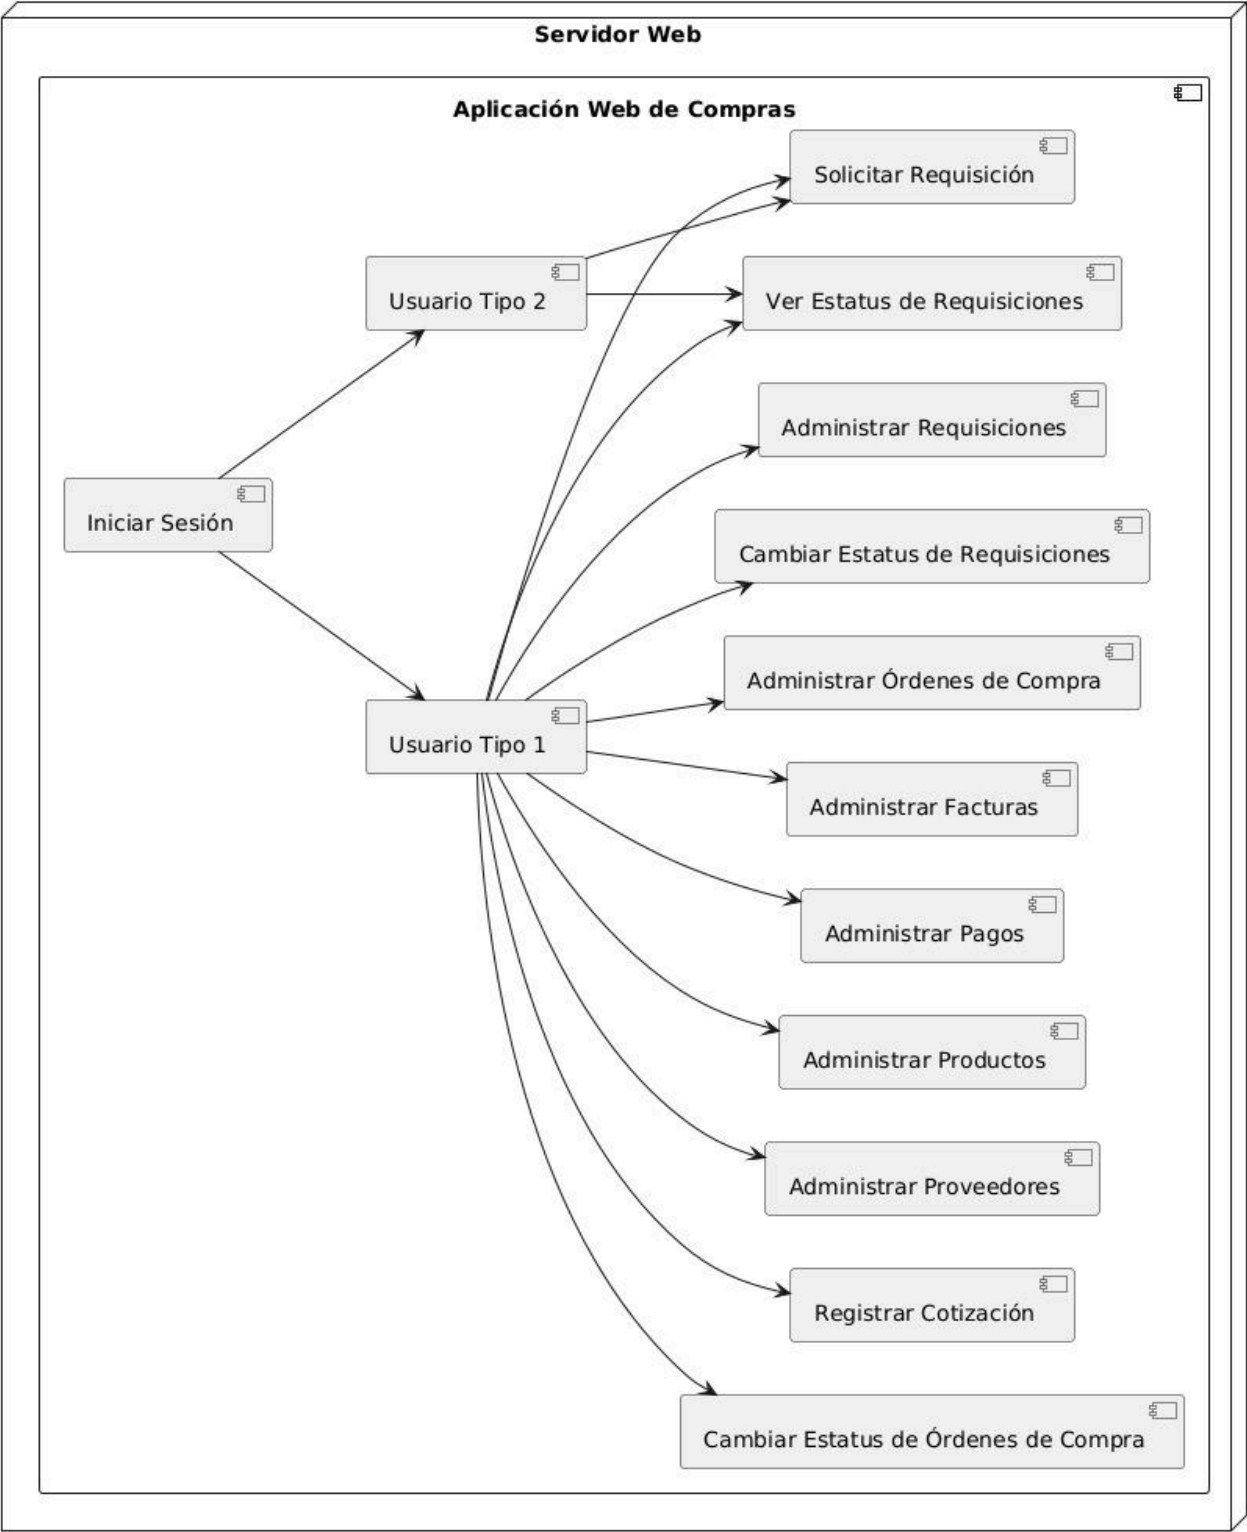 Servidor Web
Aplicación Web de Compras
Solicitar Requisición
Usuario Tipo 2
Ver Estatus de Requisiciones
Administrar Requisiciones
Iniciar Sesión
Cambiar Estatus de Requisiciones
Administrar Órdenes de Compra
Usuario Tipo 1
Administrar Facturas
Administrar Pagos
Administrar Productos
Administrar Proveedores
Registrar Cotización
Cambiar Estatus de Órdenes de Compra